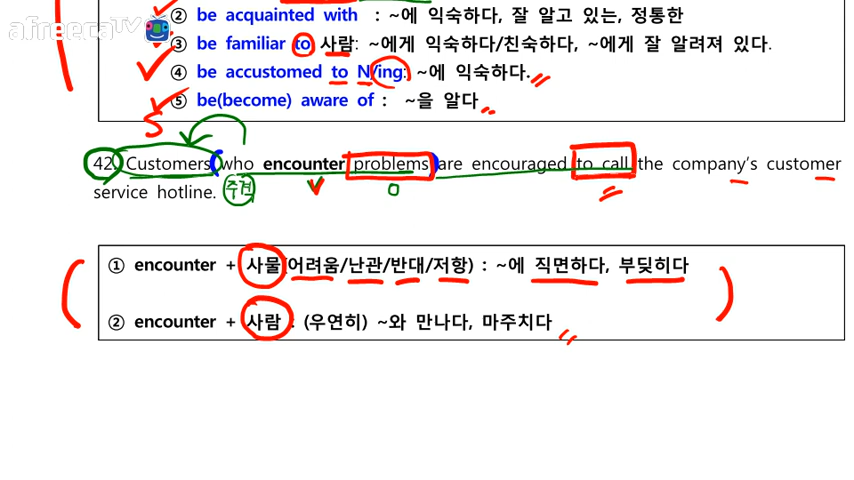 afreecaTV
② be acquainted with : ~에 익숙하다, 잘 알고 있는, 정통한
③ be familiar to 사람: ~에게 익숙하다/친숙하다, ~에게 잘 알려져 있다.
④ be accustomed to N/ing: ~에 익숙하다.
⑤ be(become) aware of : ~을 알다
S
42. Customers who encounter problems are encouraged to call the company's customer
service hotline. 주격
① encounter + 사물(어려움/난관/반대/저항) : ~에 직면하다, 부딪히다
② encounter + 사람 : (우연히) ~와 만나다, 마주치다